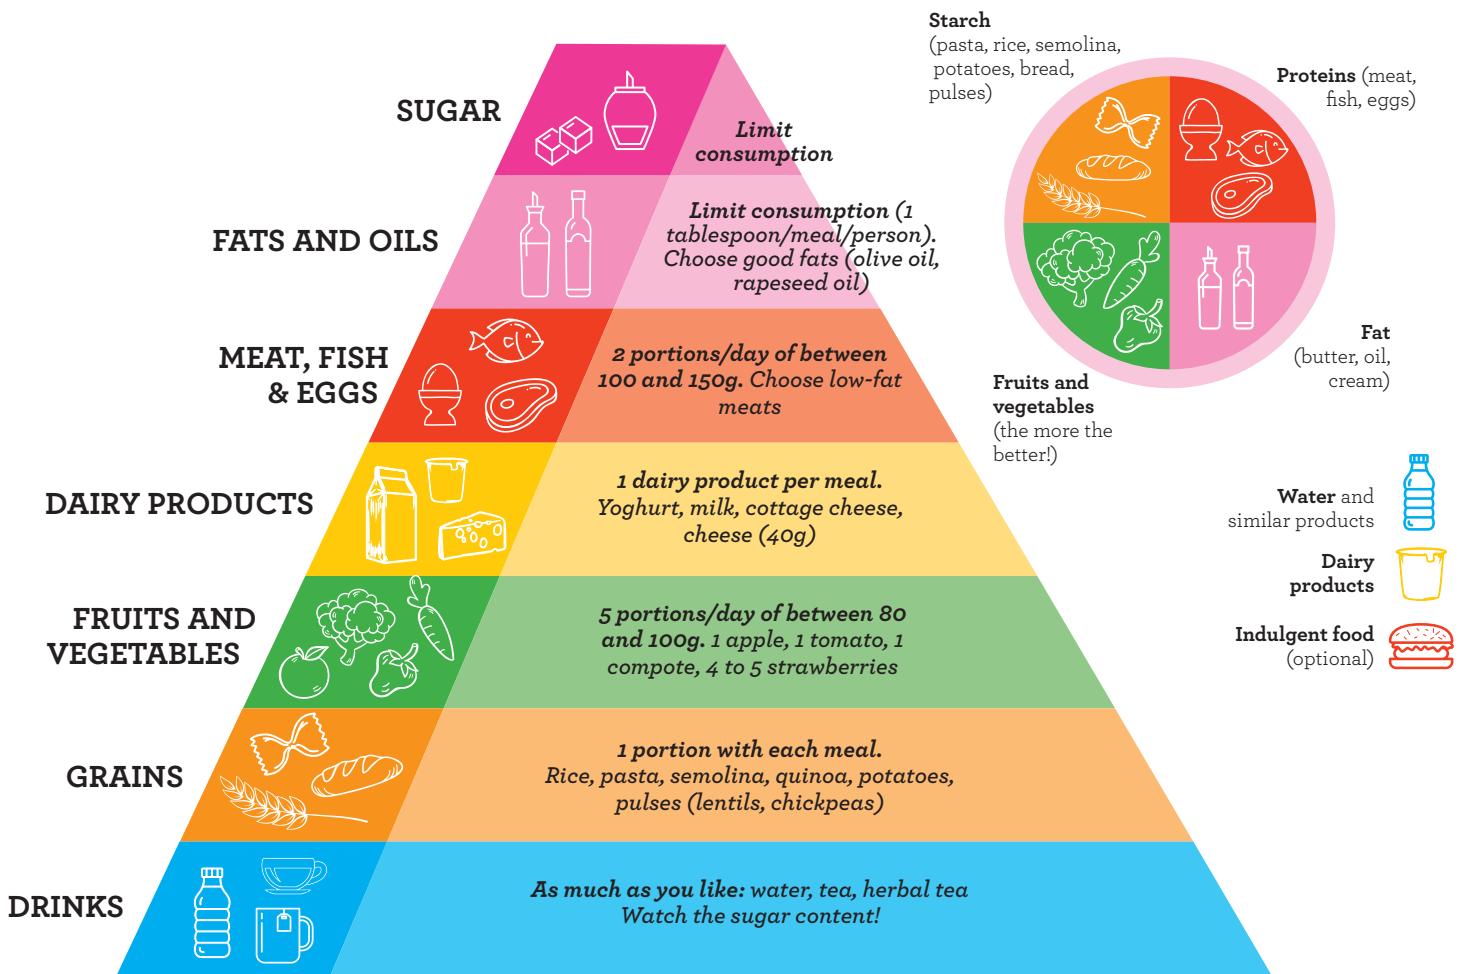 SUGAR
Limit
consumption
FATS AND OILS
Limit consumption (1
tablespoon/meal/person).
Choose good fats (olive oil,
rapeseed oil)
MEAT, FISH
& EGGS
2 portions/day of between
100 and 150g. Choose low-fat
meats
DAIRY PRODUCTS
1 dairy product per meal.
Yoghurt, milk, cottage cheese,
cheese (40g)
FRUITS AND
VEGETABLES
5 portions/day of between 80
and 100g. 1 apple, 1 tomato, 1
compote, 4 to 5 strawberries
GRAINS
1 portion with each meal.
Rice, pasta, semolina, quinoa, potatoes,
pulses (lentils, chickpeas)
DRINKS
As much as you like: water, tea, herbal tea
Watch the sugar content!
Starch
(pasta, rice, semolina,
potatoes, bread,
pulses)
Proteins (meat,
fish, eggs)
Fruits and
vegetables
(the more the
better!)
Fat
(butter, oil,
cream)
Water and
similar products
Dairy
products
Indulgent food
(optional)